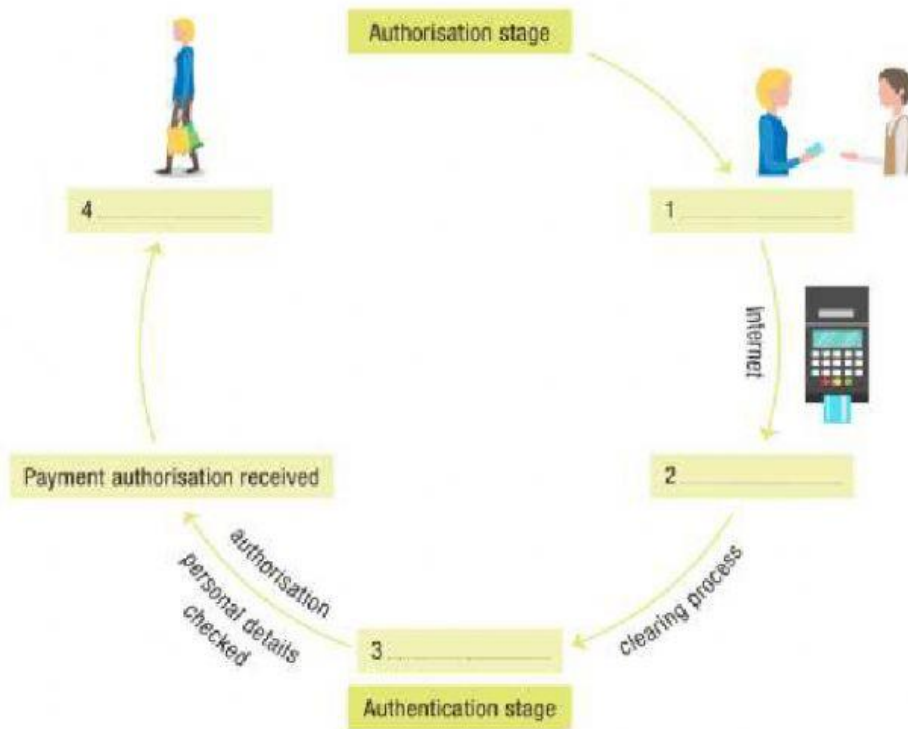 Authorisation stage
1
internet
2
clearing process
3
Authentication stage
authorisation
personal details
checked
Payment authorisation received
4